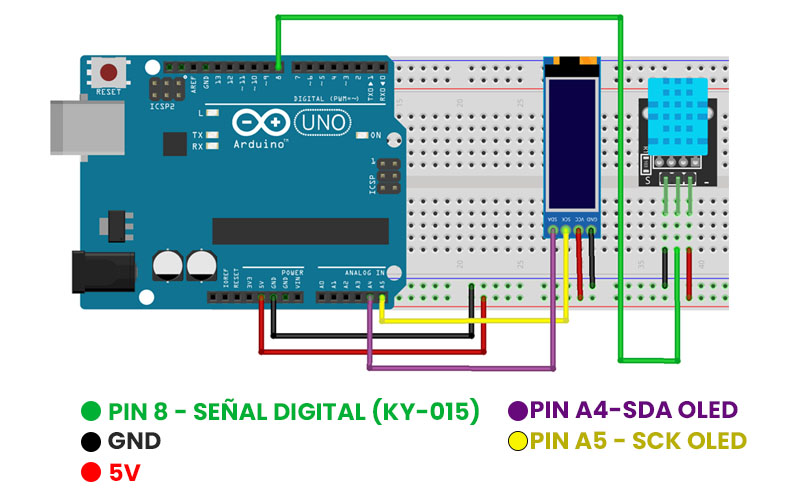 RESET
ICSP2
AREF
GND
13
12
~11
~10
~9
8
7
~6
~5
4
~3
2
TX0►1
RX0◄0
DIGITAL (PWM=~)
L
TX
RX
UNO
Arduino™
ON
1
ICSP
IOREF
RESET
3V3
5V
GND
GND
VIN
POWER
ANALOG IN
A0
A1
A2
A3
A4
A5
15
20
25
35
40
SDA
SCK
VCC
GND
S
-
PIN 8 - SEÑAL DIGITAL (KY-015)
GND
5V
PIN A4-SDA OLED
PIN A5 - SCK OLED